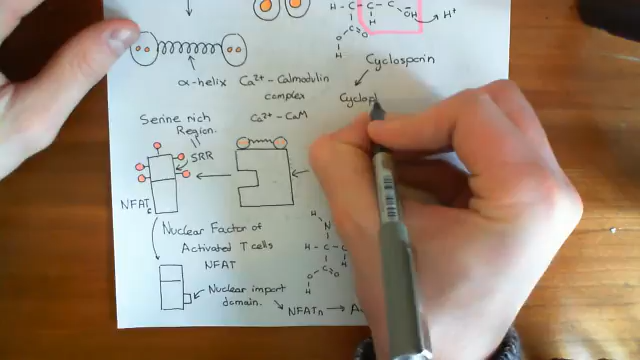 H - C - C - C
OH → H+
H
C
O
O
H
Cyclosporin
α-helix Ca2+ - Calmodulin
complex
Cyclop
Ca2+ - CaM
Serine rich
Region.
SRR
NFATc
Nuclear Factor of
Activated T cells
NFAT
H
N
H - C - C
H
C
O
O
H
Nuclear import
domain.
NFATn → A